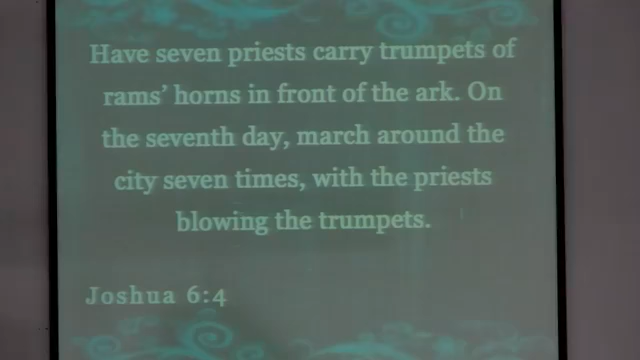 Have seven priests carry trumpets of
rams' horns in front of the ark. On
the seventh day, march around the
city seven times, with the priests
blowing the trumpets.
Joshua 6:4